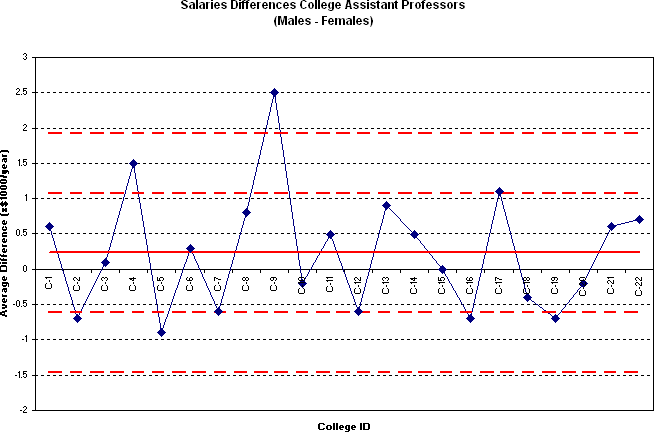 Salaries Differences College Assistant Professors
(Males - Females)
3
2.5
2
1.5
1
0.5
0
-0.5
-1
-1.5
-2
Average Difference (x$1000/year)
C-1
C-2
C-3
C-4
C-5
C-6
C-7
C-8
C-9
C-10
C-11
C-12
C-13
C-14
C-15
C-16
C-17
C-18
C-19
C-20
C-21
C-22
College ID